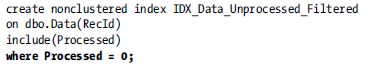 create nonclustered index IDX_Data_Unprocessed_Filtered
on dbo.Data(RecId)
include(Processed)
where Processed = 0;